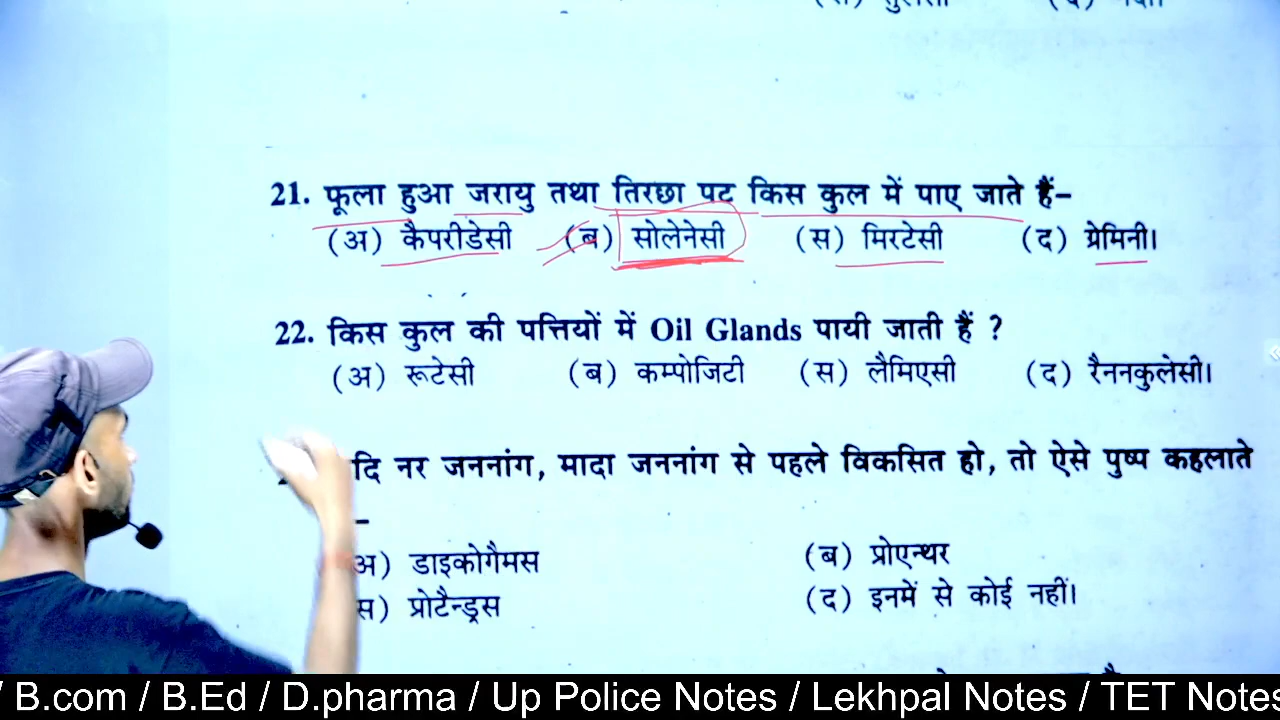 21. फूला हुआ जरायु तथा तिरछा पट किस कुल में पाए जाते हैं–
(अ) कैपरीडेसी (ब) सोलेनेसी (स) मिरटेसी (द) ग्रेमिनी।
22. किस कुल की पत्तियों में Oil Glands पायी जाती हैं ?
(अ) रूटेसी (ब) कम्पोजिटी (स) लैमिएसी (द) रैननकुलेसी।
दि नर जननांग, मादा जननांग से पहले विकसित हो, तो ऐसे पुष्प कहलाते
–
अ) डाइकोगैमस (ब) प्रोएन्थर
स) प्रोटैन्ड्रस (द) इनमें से कोई नहीं।
/ B.com / B.Ed / D.pharma / Up Police Notes / Lekhpal Notes / TET Notes